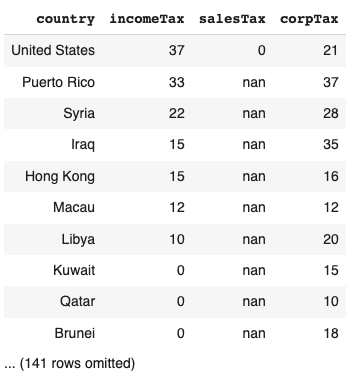 country incomeTax salesTax corpTax
United States 37 0 21
Puerto Rico 33 nan 37
Syria 22 nan 28
Iraq 15 nan 35
Hong Kong 15 nan 16
Macau 12 nan 12
Libya 10 nan 20
Kuwait 0 nan 15
Qatar 0 nan 10
Brunei 0 nan 18
... (141 rows omitted)